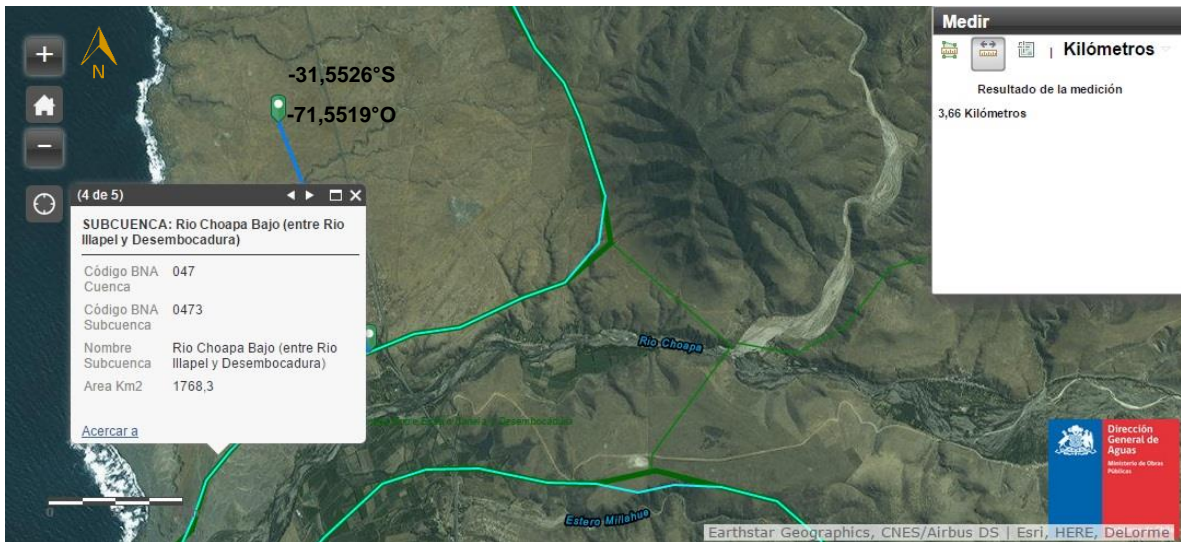 +
N
-31,5526°S
-71,5519°O
−
(4 de 5)
SUBCUENCA: Rio Choapa Bajo (entre Rio
Illapel y Desembocadura)
Código BNA
Cuenca
047
Código BNA
Subcuenca
0473
Nombre
Subcuenca
Rio Choapa Bajo (entre Rio
Illapel y Desembocadura)
Area Km2
1768,3
Acercar a
0
Rio Choapa
y Desembocadura
Estero Millahue
Medir
| Kilómetros
Resultado de la medición
3,66 Kilómetros
Dirección
General de
Aguas
Ministerio de Obras
Públicas
Earthstar Geographics, CNES/Airbus DS | Esri, HERE, DeLorme